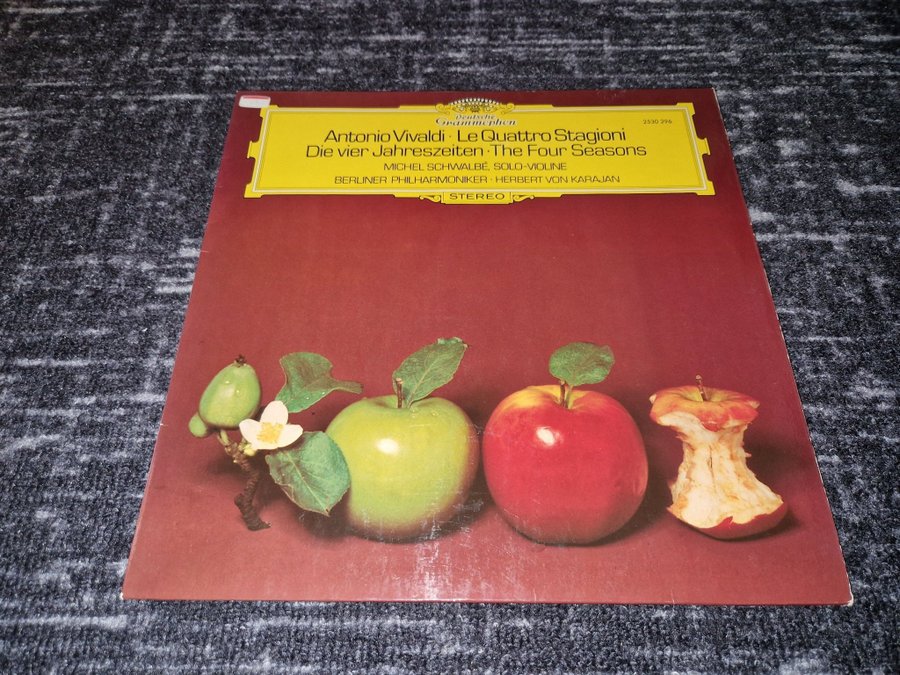 Deutsche
Grammophon
2530 296
Antonio Vivaldi · Le Quattro Stagioni
Die vier Jahreszeiten · The Four Seasons
MICHEL SCHWALBÉ, SOLO-VIOLINE
BERLINER PHILHARMONIKER · HERBERT VON KARAJAN
STEREO